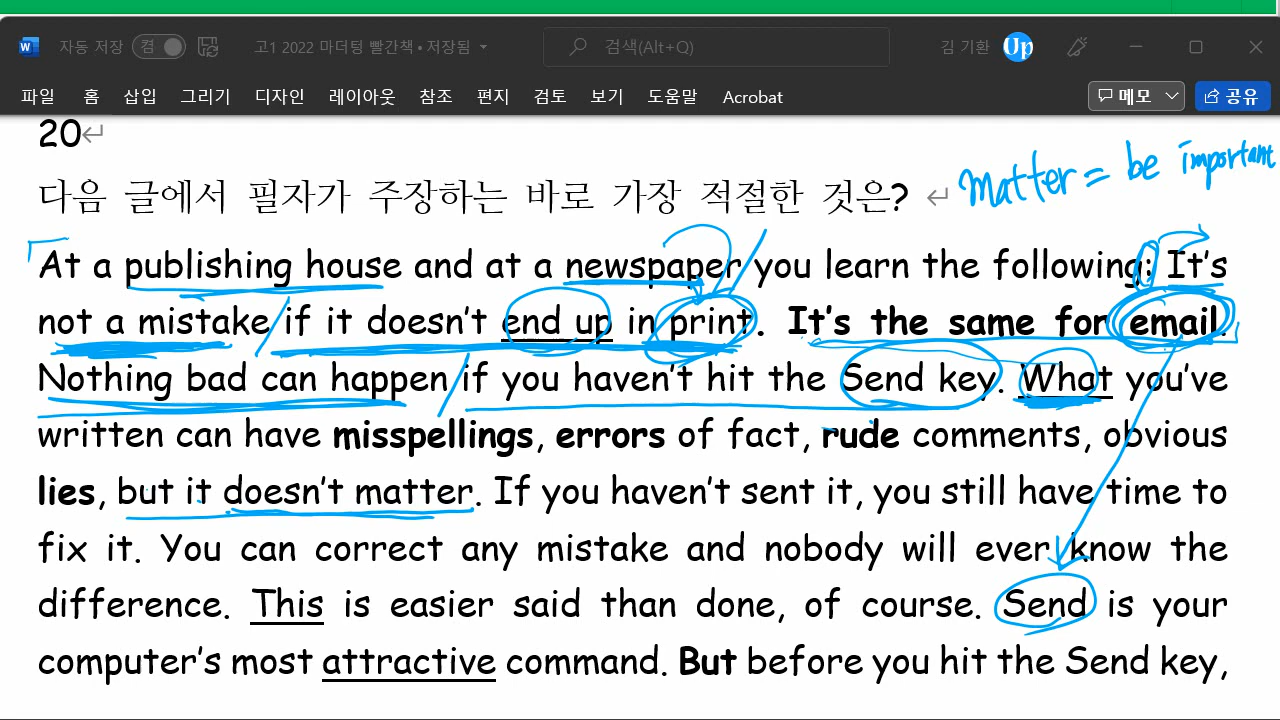 자동 저장 켬 고1 2022 마더텅 빨간책 • 저장됨 검색(Alt+Q) 김 기환 Up
파일 홈 삽입 그리기 디자인 레이아웃 참조 편지 검토 보기 도움말 Acrobat 메모 공유
20
다음 글에서 필자가 주장하는 바로 가장 적절한 것은?
matter = be important
At a publishing house and at a newspaper you learn the following: It's
not a mistake if it doesn't end up in print. It's the same for email.
Nothing bad can happen if you haven't hit the Send key. What you've
written can have misspellings, errors of fact, rude comments, obvious
lies, but it doesn't matter. If you haven't sent it, you still have time to
fix it. You can correct any mistake and nobody will ever know the
difference. This is easier said than done, of course. Send is your
computer's most attractive command. But before you hit the Send key,